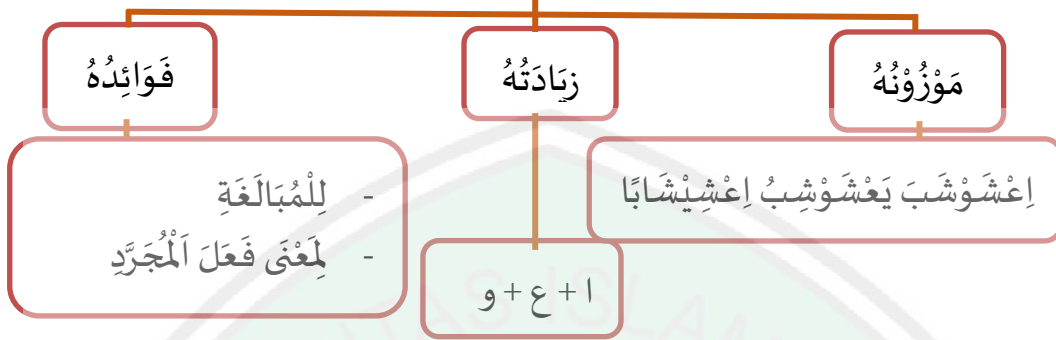 مَوْزُوْنُهُ
زِيَادَتُهُ
فَوَائِدُهُ
اِعْشَوْشَبَ يَعْشَوْشِبُ اِعْشِيْشَابًا
ا + ع + و
- لِلْمُبَالَغَةِ
- لِمَعْنَى فَعَلَ اَلْمُجَرَّدِ